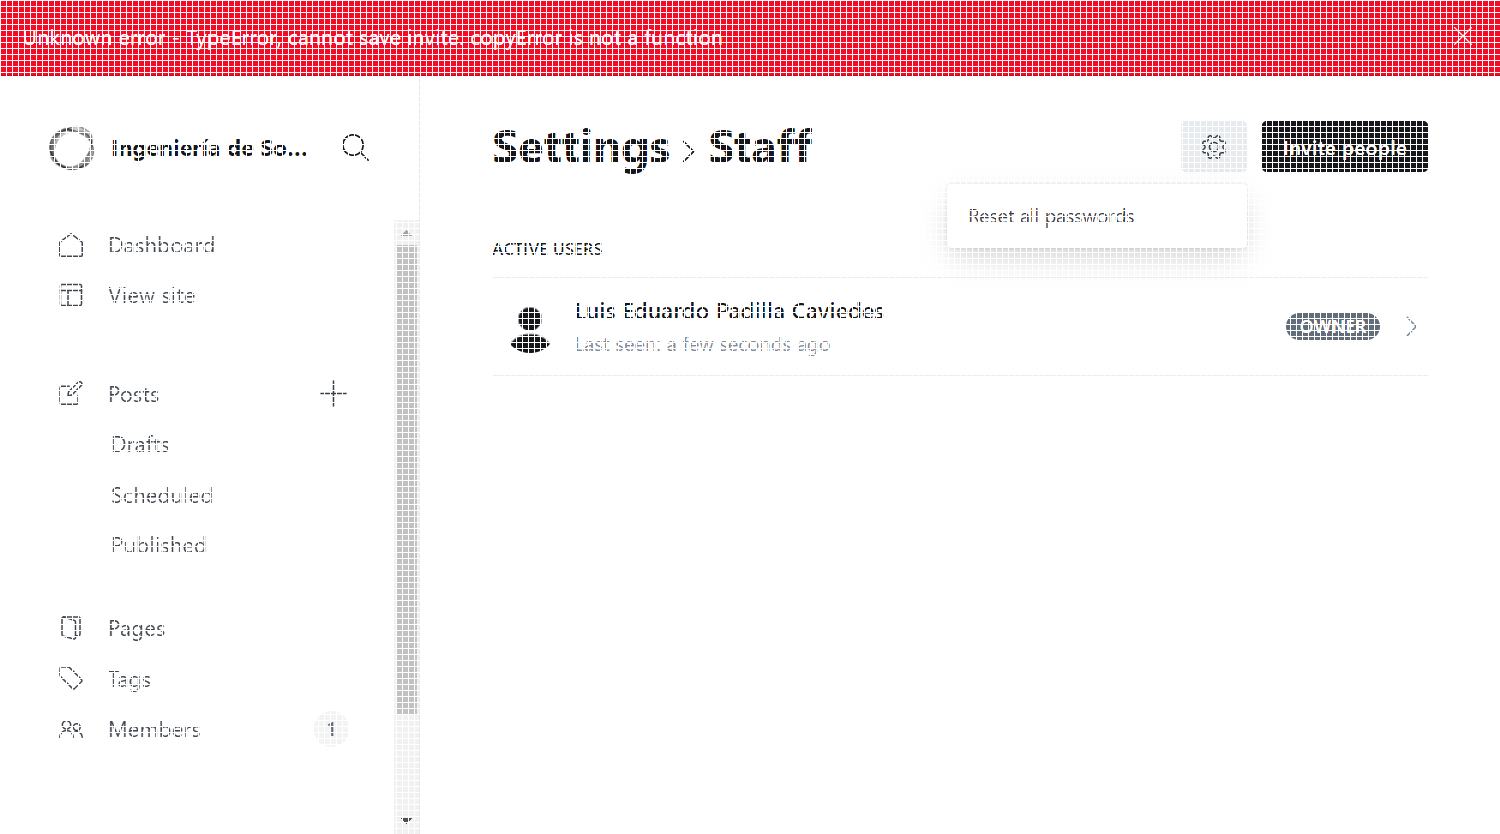 Unknown error - TypeError, cannot save invite. copyError is not a function
Ingeniería de So...
Settings > Staff
Invite people
Reset all passwords
Dashboard
View site
ACTIVE USERS
Luis Eduardo Padilla Caviedes
Last seen: a few seconds ago
OWNER
Posts
Drafts
Scheduled
Published
Pages
Tags
Members
1